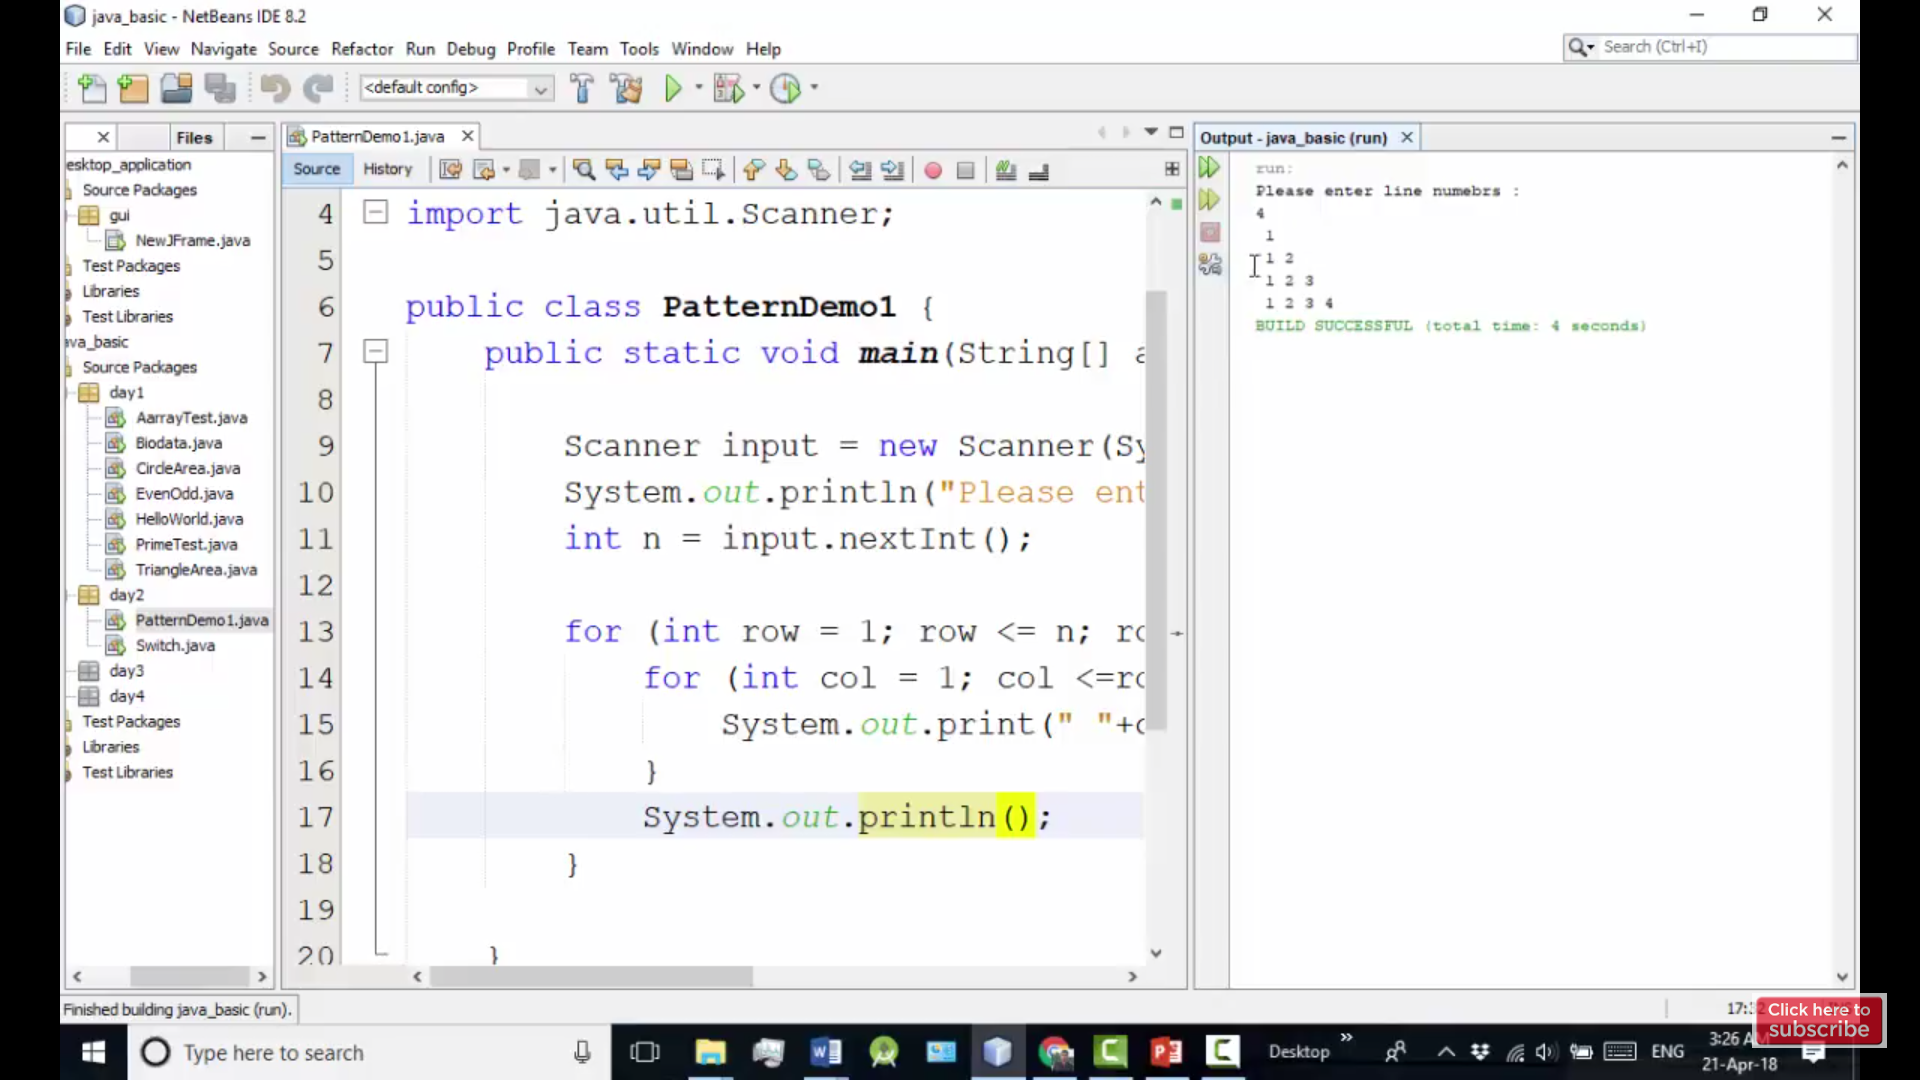 java_basic - NetBeans IDE 8.2
File Edit View Navigate Source Refactor Run Debug Profile Team Tools Window Help
Search (Ctrl+I)
<default config>
Files
esktop_application
Source Packages
gui
NewJFrame.java
Test Packages
Libraries
Test Libraries
ava_basic
Source Packages
day1
AarrayTest.java
Biodata.java
CircleArea.java
EvenOdd.java
HelloWorld.java
PrimeTest.java
TriangleArea.java
day2
PatternDemo1.java
Switch.java
day3
day4
Test Packages
Libraries
Test Libraries
PatternDemo1.java
Source History
4 import java.util.Scanner;
5
6 public class PatternDemo1 {
7 public static void main(String[] a
8
9 Scanner input = new Scanner(Sy
10 System.out.println("Please ent
11 int n = input.nextInt();
12
13 for (int row = 1; row <= n; ro
14 for (int col = 1; col <=ro
15 System.out.print(" "+c
16 }
17 System.out.println();
18 }
19
20 }
Output - java_basic (run)
run:
Please enter line numebrs :
4
1
1 2
1 2 3
1 2 3 4
BUILD SUCCESSFUL (total time: 4 seconds)
Finished building java_basic (run).
Click here to
subscribe
Type here to search
Desktop
ENG
3:26 A
21-Apr-18